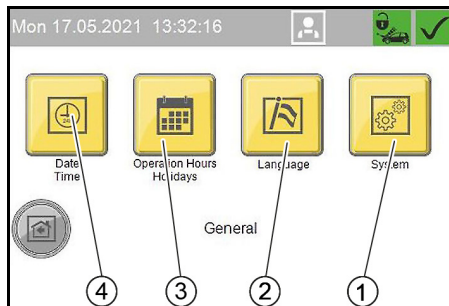 Mon 17.05.2021 13:32:16
24h
Date
Time
Operation Hours
Holidays
Language
System
General
4
3
2
1